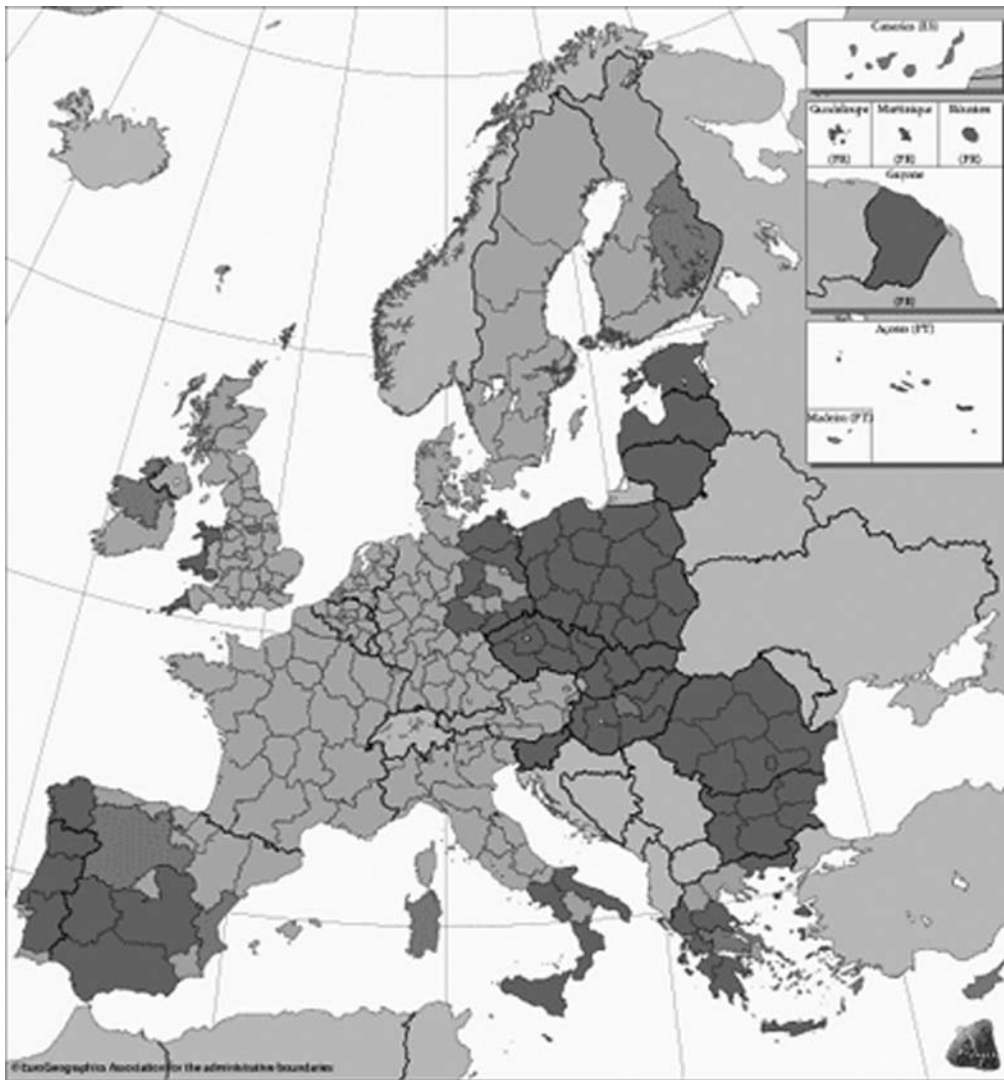 Canarias (ES)
Guadeloupe Martinique Réunion
(FR) (FR) (FR)
Guyane
(FR)
Açores (PT)
Madeira (PT)
© EuroGeographics Association for the administrative boundaries